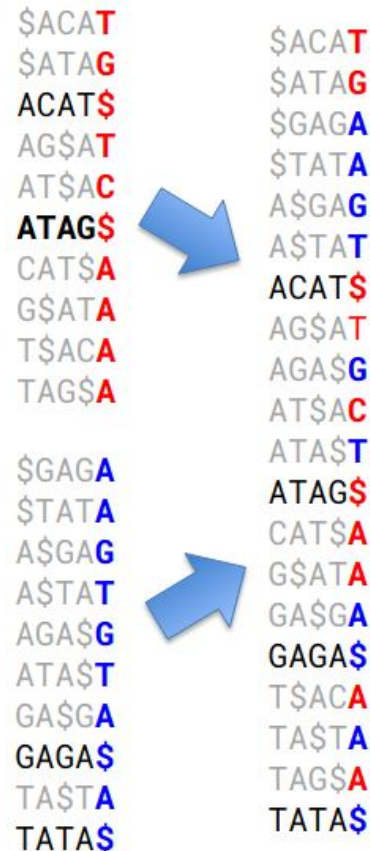 $ACAT
$ATAG
ACAT$
AG$AT
AT$AC
ATAG$
CAT$A
G$ATA
T$ACA
TAG$A
$GAGA
$TATA
A$GAG
A$TAT
AGA$G
ATA$T
GA$GA
GAGA$
TA$TA
TATA$
$ACAT
$ATAG
$GAGA
$TATA
A$GAG
A$TAT
ACAT$
AG$AT
AGA$G
AT$AC
ATA$T
ATAG$
CAT$A
G$ATA
GA$GA
GAGA$
T$ACA
TA$TA
TAG$A
TATA$